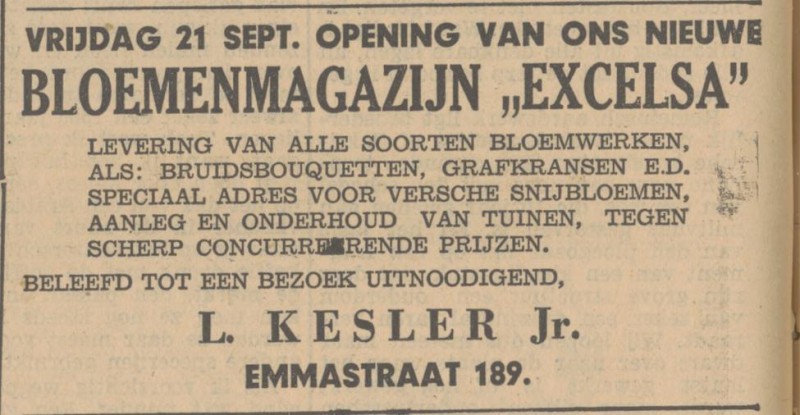 VRIJDAG 21 SEPT. OPENING VAN ONS NIEUWE
BLOEMENMAGAZIJN „EXCELSA”
LEVERING VAN ALLE SOORTEN BLOEMWERKEN,
ALS: BRUIDSBOUQUETTEN, GRAFKRANSEN E.D.
SPECIAAL ADRES VOOR VERSCHE SNIJBLOEMEN,
AANLEG EN ONDERHOUD VAN TUINEN, TEGEN
SCHERP CONCURREERENDE PRIJZEN.
BELEEFD TOT EEN BEZOEK UITNOODIGEND,
L. KESLER Jr.
EMMASTRAAT 189.